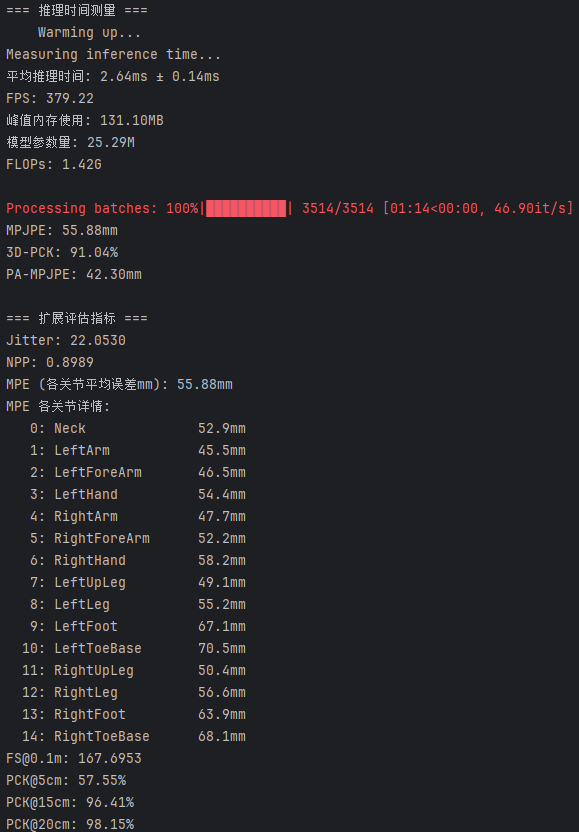 === 推理时间测量 ===
Warming up...
Measuring inference time...
平均推理时间: 2.64ms ± 0.14ms
FPS: 379.22
峰值内存使用: 131.10MB
模型参数量: 25.29M
FLOPs: 1.42G
Processing batches: 100%|██████████| 3514/3514 [01:14<00:00, 46.90it/s]
MPJPE: 55.88mm
3D-PCK: 91.04%
PA-MPJPE: 42.30mm
=== 扩展评估指标 ===
Jitter: 22.0530
NPP: 0.8989
MPE (各关节平均误差mm): 55.88mm
MPE 各关节详情:
0: Neck 52.9mm
1: LeftArm 45.5mm
2: LeftForeArm 46.5mm
3: LeftHand 54.4mm
4: RightArm 47.7mm
5: RightForeArm 52.2mm
6: RightHand 58.2mm
7: LeftUpLeg 49.1mm
8: LeftLeg 55.2mm
9: LeftFoot 67.1mm
10: LeftToeBase 70.5mm
11: RightUpLeg 50.4mm
12: RightLeg 56.6mm
13: RightFoot 63.9mm
14: RightToeBase 68.1mm
FS@0.1m: 167.6953
PCK@5cm: 57.55%
PCK@15cm: 96.41%
PCK@20cm: 98.15%